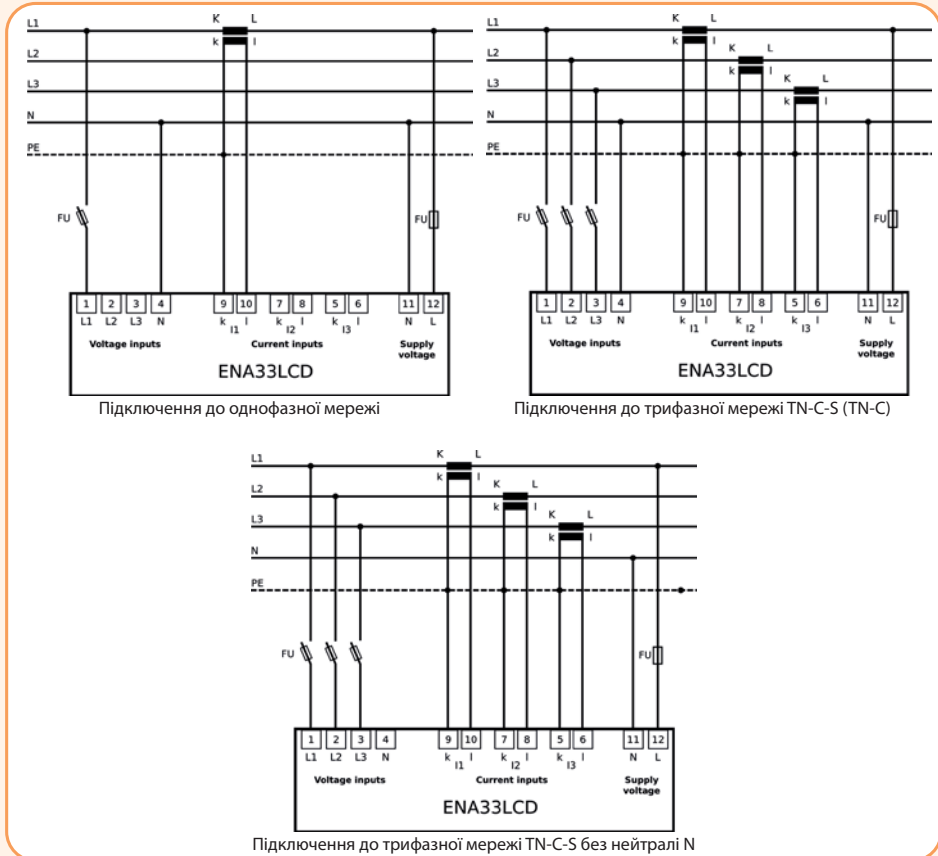 K L
L1
k l
L2
L3
N
PE
FU FU
1 2 3 4 9 10 7 8 5 6 11 12
L1 L2 L3 N k I1 l k I2 l k I3 l N L
Voltage inputs Current inputs Supply voltage
ENA33LCD
Підключення до однофазної мережі
K L
L1
k l K L
L2
k l K L
L3
k l
N
PE
FU FU
1 2 3 4 9 10 7 8 5 6 11 12
L1 L2 L3 N k I1 l k I2 l k I3 l N L
Voltage inputs Current inputs Supply voltage
ENA33LCD
Підключення до трифазної мережі TN-C-S (TN-C)
K L
L1
k l K L
L2
k l K L
L3
k l
N
PE
FU FU
1 2 3 4 9 10 7 8 5 6 11 12
L1 L2 L3 N k I1 l k I2 l k I3 l N L
Voltage inputs Current inputs Supply voltage
ENA33LCD
Підключення до трифазної мережі TN-C-S без нейтралі N